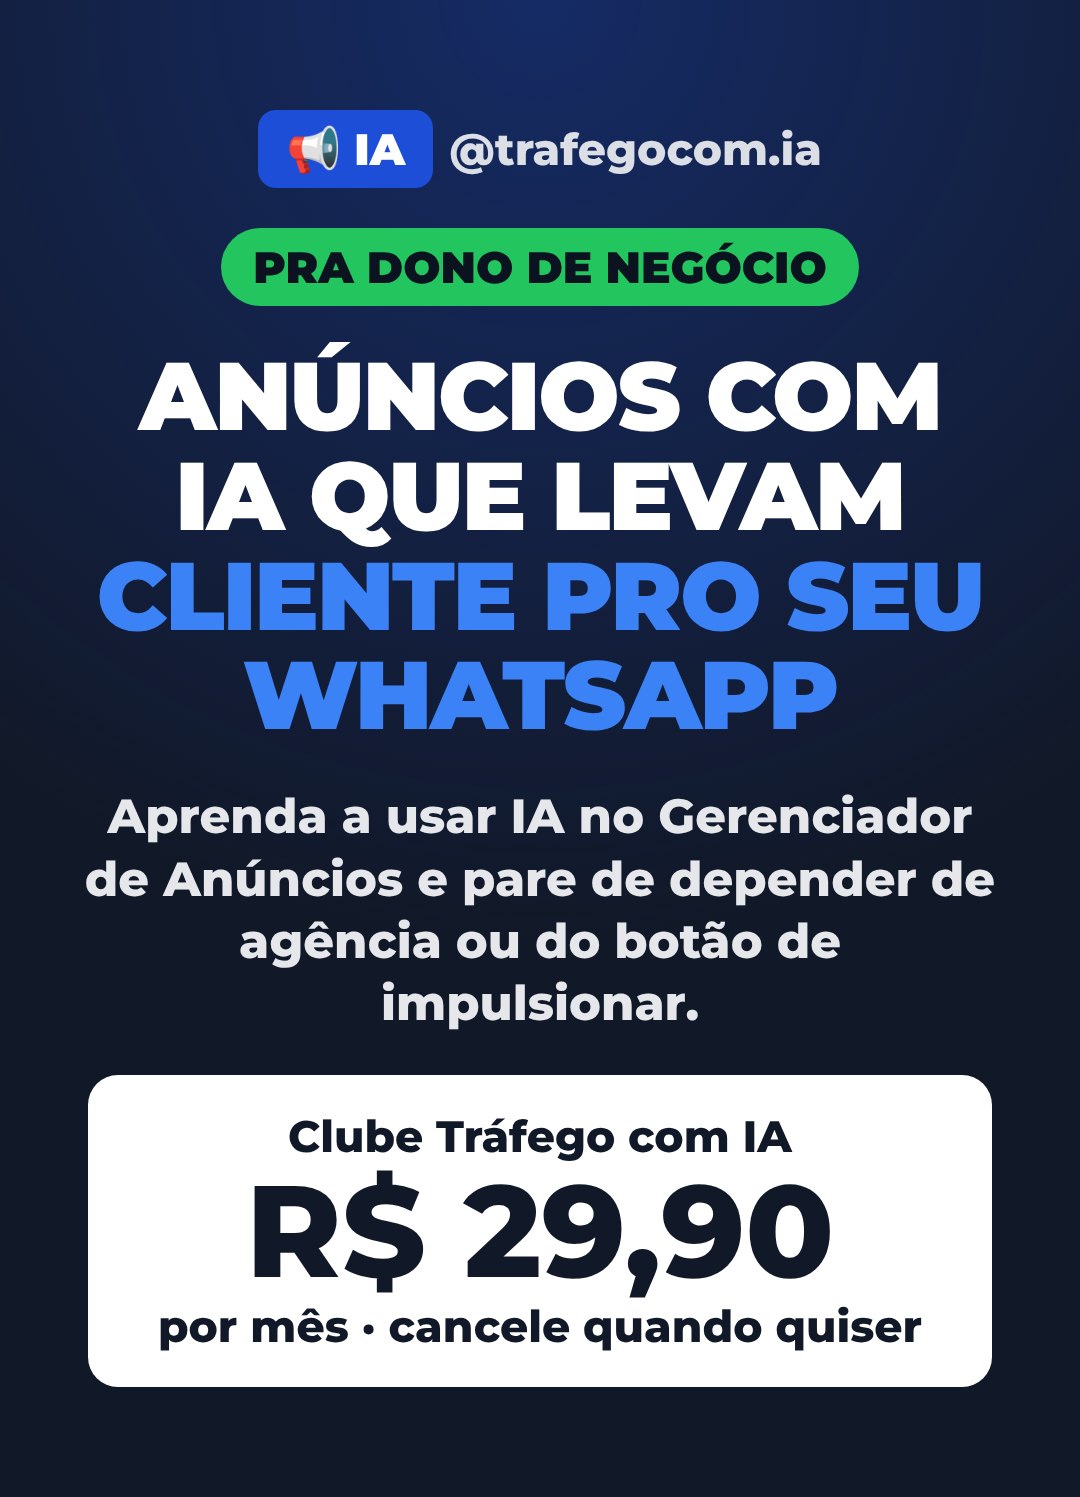 IA @trafegocom.ia
PRA DONO DE NEGÓCIO
ANÚNCIOS COM
IA QUE LEVAM
CLIENTE PRO SEU
WHATSAPP
Aprenda a usar IA no Gerenciador
de Anúncios e pare de depender de
agência ou do botão de
impulsionar.
Clube Tráfego com IA
R$ 29,90
por mês · cancele quando quiser